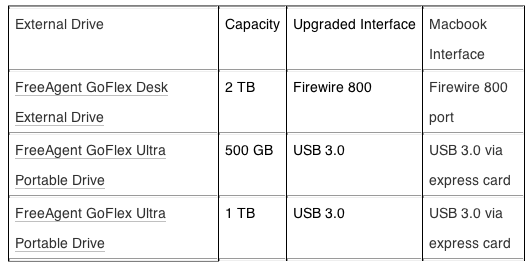 External Drive Capacity Upgraded Interface Macbook
Interface
FreeAgent GoFlex Desk 2 TB Firewire 800 Firewire 800
External Drive port
FreeAgent GoFlex Ultra 500 GB USB 3.0 USB 3.0 via
Portable Drive express card
FreeAgent GoFlex Ultra 1 TB USB 3.0 USB 3.0 via
Portable Drive express card